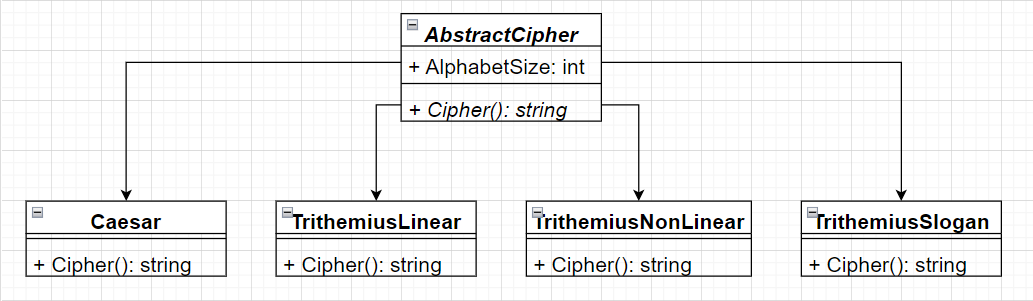 AbstractCipher
+ AlphabetSize: int
+ Cipher(): string
Caesar
+ Cipher(): string
TrithemiusLinear
+ Cipher(): string
TrithemiusNonLinear
+ Cipher(): string
TrithemiusSlogan
+ Cipher(): string